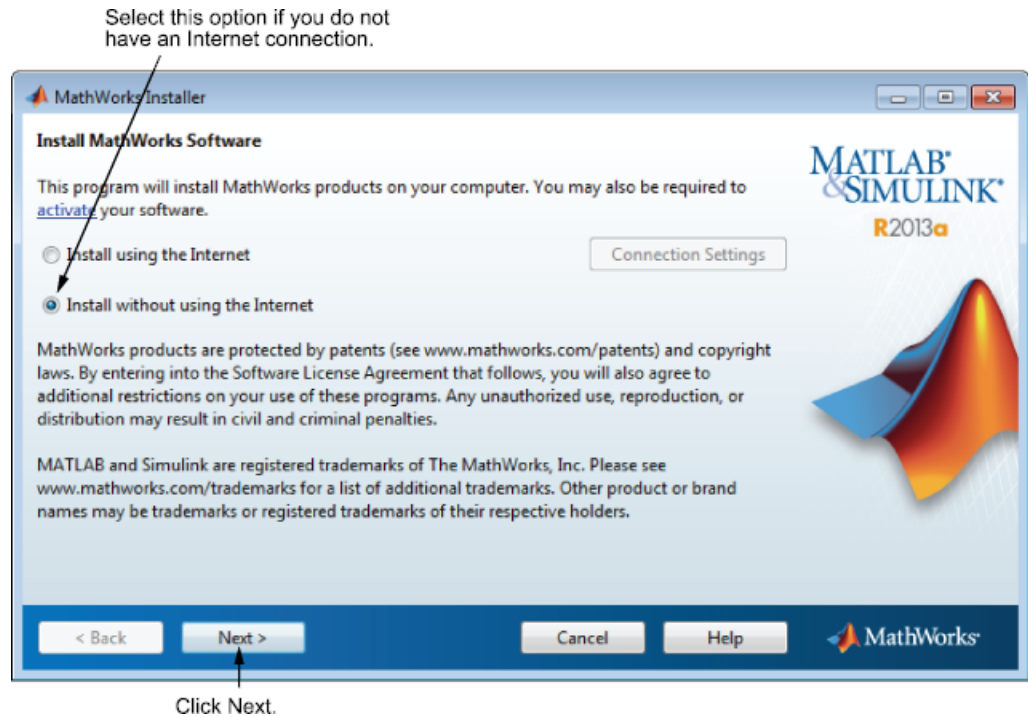 Select this option if you do not
have an Internet connection.
MathWorks Installer
Install MathWorks Software
This program will install MathWorks products on your computer. You may also be required to
activate your software.
Install using the Internet
Connection Settings
Install without using the Internet
MathWorks products are protected by patents (see www.mathworks.com/patents) and copyright
laws. By entering into the Software License Agreement that follows, you will also agree to
additional restrictions on your use of these programs. Any unauthorized use, reproduction, or
distribution may result in civil and criminal penalties.
MATLAB and Simulink are registered trademarks of The MathWorks, Inc. Please see
www.mathworks.com/trademarks for a list of additional trademarks. Other product or brand
names may be trademarks or registered trademarks of their respective holders.
MATLAB®
&SIMULINK®
R2013a
< Back
Next >
Cancel
Help
MathWorks®
Click Next.